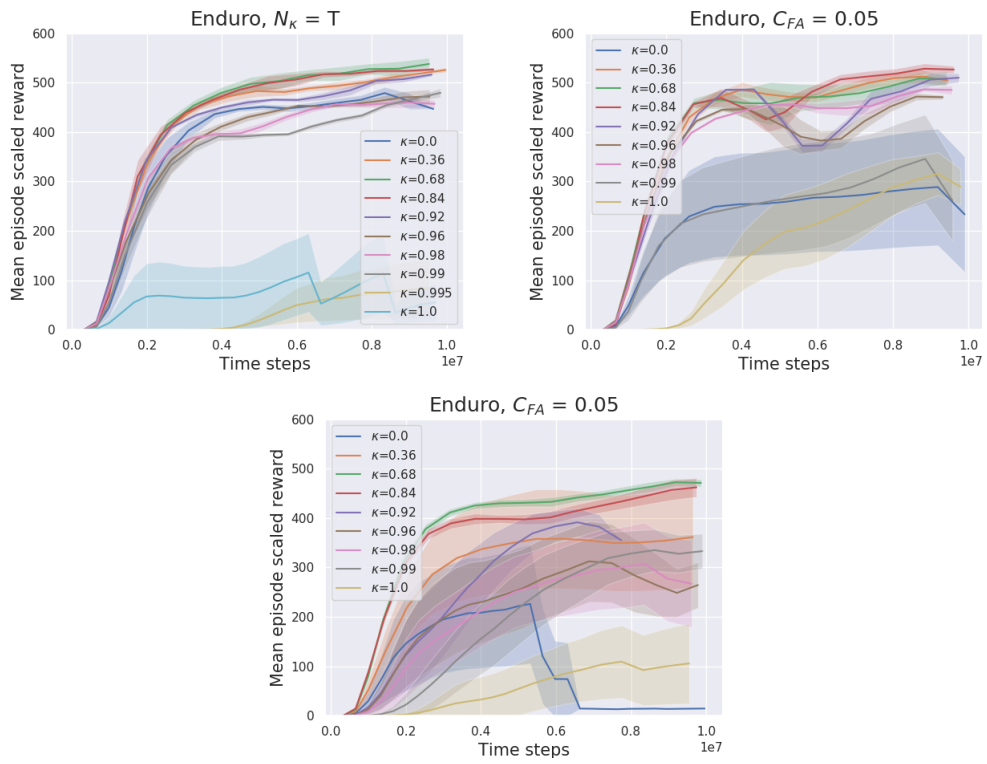 Enduro, Nκ = T
Mean episode scaled reward
600
500
400
300
200
100
0
κ=0.0
κ=0.36
κ=0.68
κ=0.84
κ=0.92
κ=0.96
κ=0.98
κ=0.99
κ=0.995
κ=1.0
0.0 0.2 0.4 0.6 0.8 1.0
1e7
Time steps
Enduro, CFA = 0.05
Mean episode scaled reward
600
500
400
300
200
100
0
κ=0.0
κ=0.36
κ=0.68
κ=0.84
κ=0.92
κ=0.96
κ=0.98
κ=0.99
κ=1.0
0.0 0.2 0.4 0.6 0.8 1.0
1e7
Time steps
Enduro, CFA = 0.05
Mean episode scaled reward
600
500
400
300
200
100
0
κ=0.0
κ=0.36
κ=0.68
κ=0.84
κ=0.92
κ=0.96
κ=0.98
κ=0.99
κ=1.0
0.0 0.2 0.4 0.6 0.8 1.0
1e7
Time steps